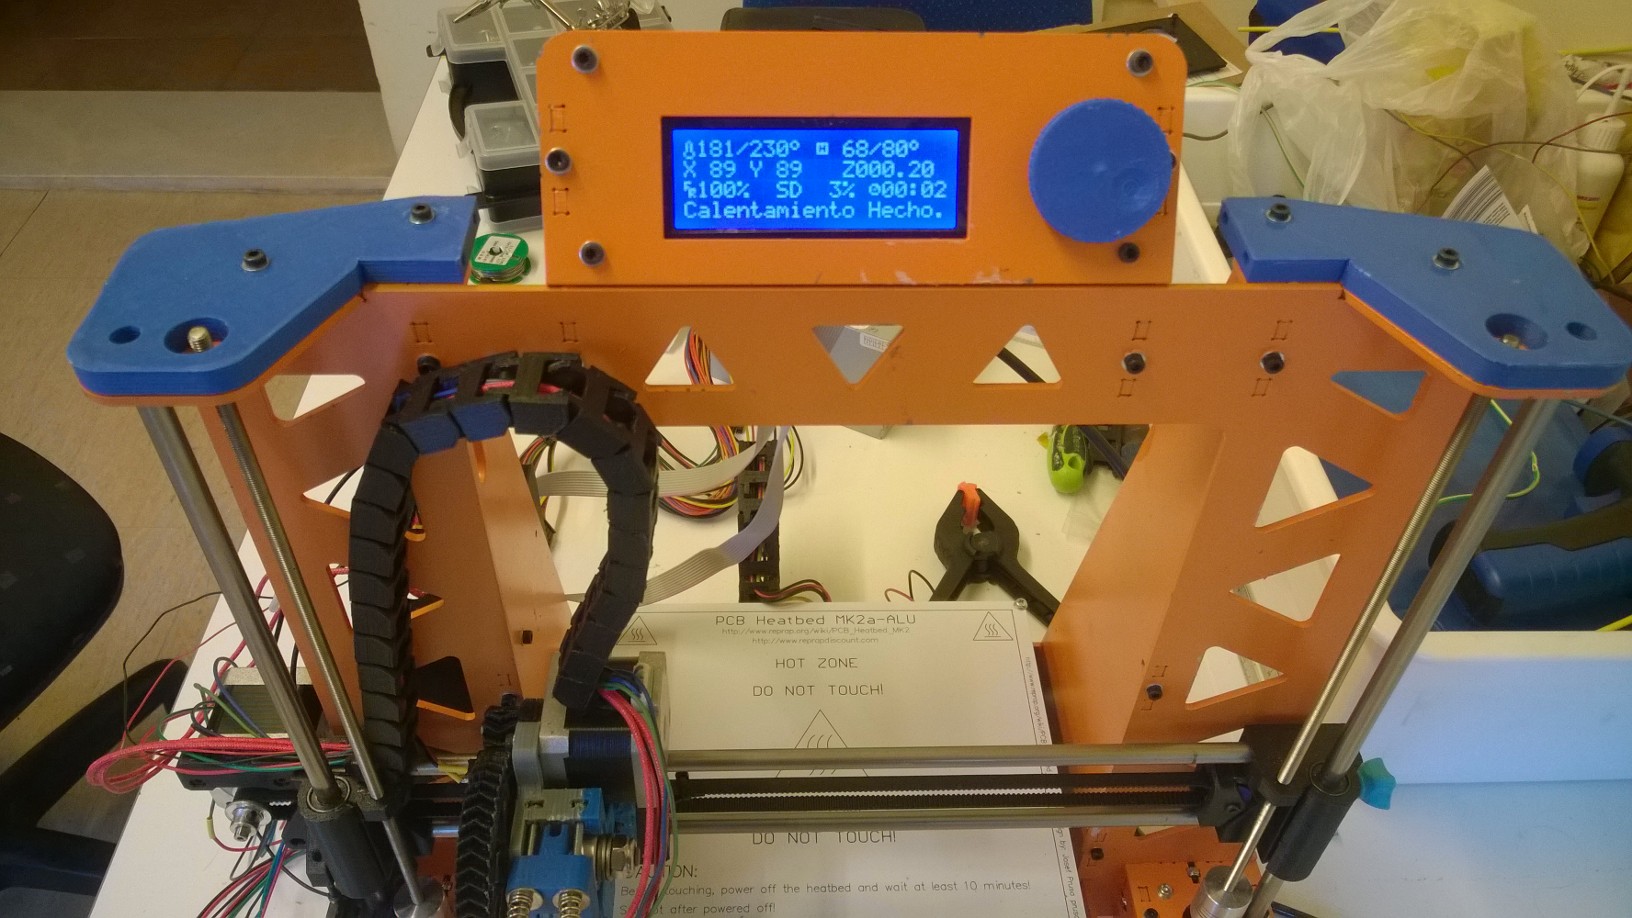 181/230° 68/80°
X 89 Y 89 Z000.20
100% SD 3% 00:02
Calentamiento Hecho.
PCB Heatbed MK2a-ALU
http://www.reprap.org/wiki/PCB_Heatbed_MK2
http://www.reprapdiscount.com
HOT ZONE
DO NOT TOUCH!
DO NOT TOUCH!
touching, power off the heatbed and wait at least 10 minutes!
after powered off!